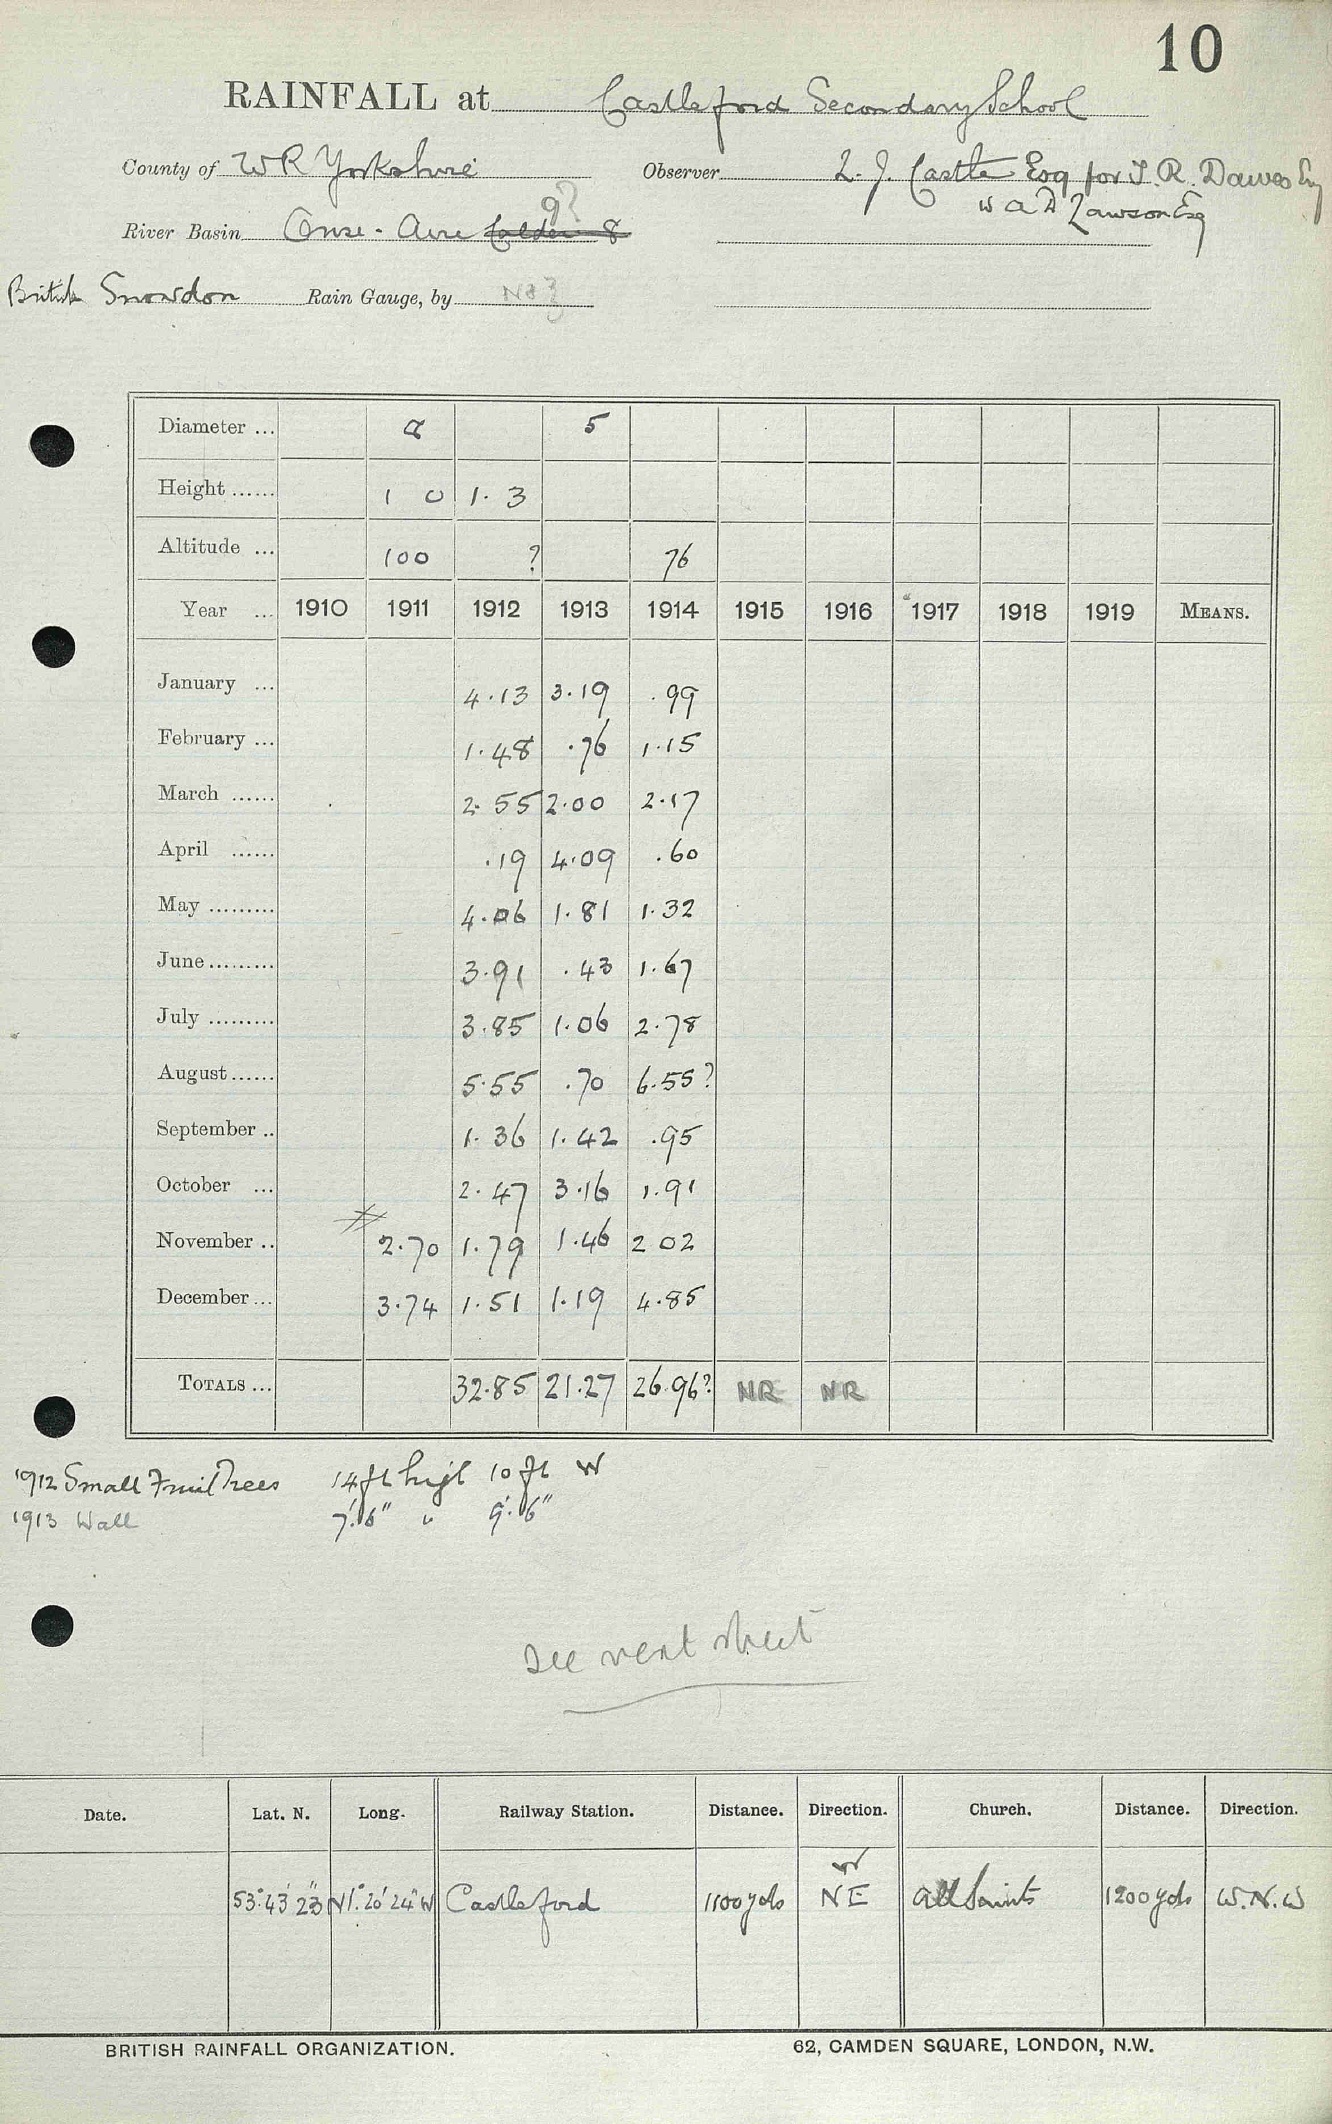 10
RAINFALL at Castleford Secondary School
County of W R Yorkshire Observer L. J. Castle Esq for T. R. Dawes Esq
W A D Lawson Esq
9?
River Basin Ouse - Aire Calder 8
British Snowdon Rain Gauge, by No 3
Diameter ... 8 5
Height ...... 1 0 1. 3
Altitude ... 100 ? 76
Year ... 1910 1911 1912 1913 1914 1915 1916 1917 1918 1919 MEANS.
January ... 4.13 3.19 .99
February ... 1.48 .76 1.15
March ...... 2.55 2.00 2.17
April ...... .19 4.09 .60
May ......... 4.06 1.81 1.32
June ......... 3.91 .43 1.67
July ......... 3.85 1.06 2.78
August ...... 5.55 .70 6.55?
September .. 1.36 1.42 .95
October ... 2.47 3.16 1.91
November .. 2.70 1.79 1.46 2 02
December ... 3.74 1.51 1.19 4.85
TOTALS ... 32.85 21.27 26.96? NR NR
1912 Small Fruit Trees 14 ft high 10 ft W
1913 Wall 7'.6" " 9'.6"
See next sheet
Date. Lat. N. Long. Railway Station. Distance. Direction. Church. Distance. Direction.
W
53° 43' 23" N 1° 20' 24" W Castleford 1100 yds NE All Saints 1200 yds W.N.W
BRITISH RAINFALL ORGANIZATION. 62, CAMDEN SQUARE, LONDON, N.W.